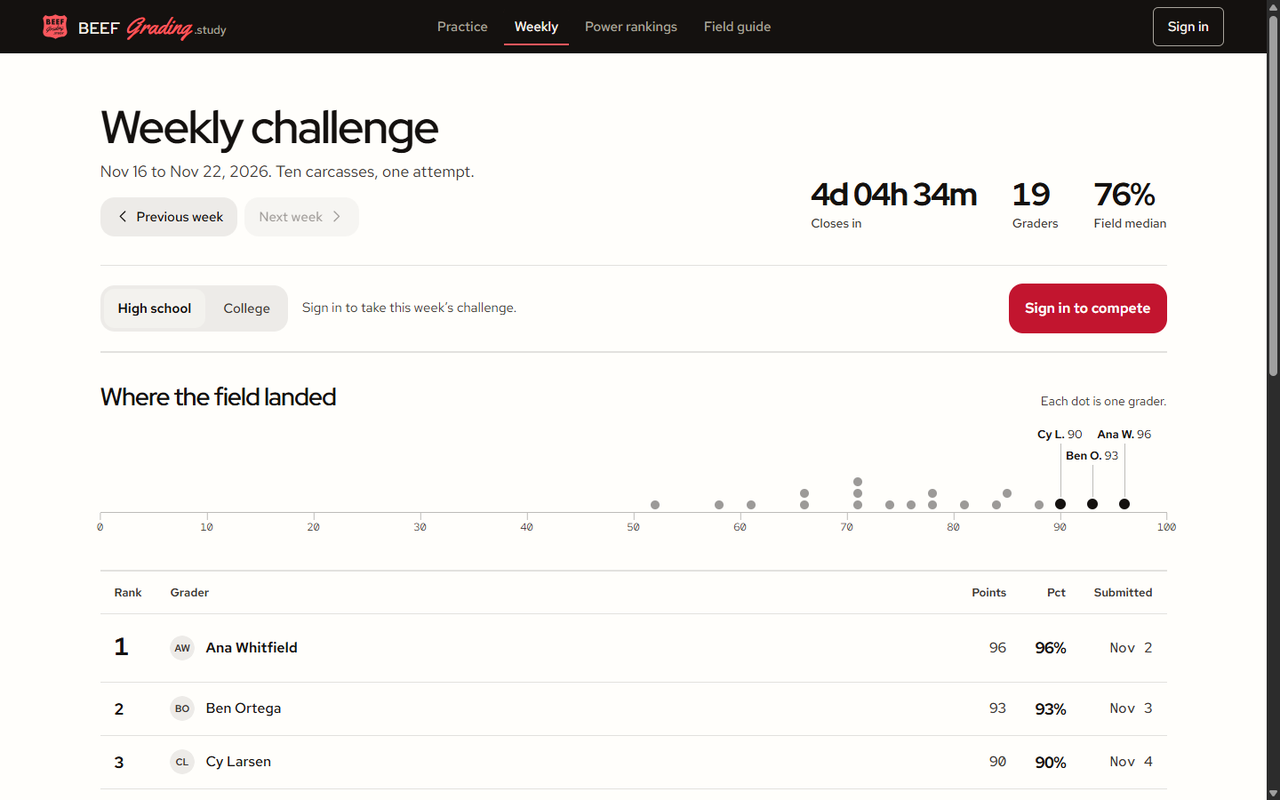 BEEF Grading.study
Practice Weekly Power rankings Field guide
Sign in
Weekly challenge
Nov 16 to Nov 22, 2026. Ten carcasses, one attempt.
Previous week Next week
4d 04h 34m 19 76%
Closes in Graders Field median
High school College Sign in to take this week's challenge. Sign in to compete
Where the field landed
Each dot is one grader.
Cy L. 90 Ana W. 96
Ben O. 93
0 10 20 30 40 50 60 70 80 90 100
Rank Grader Points Pct Submitted
1 AW Ana Whitfield 96 96% Nov 2
2 BO Ben Ortega 93 93% Nov 3
3 CL Cy Larsen 90 90% Nov 4